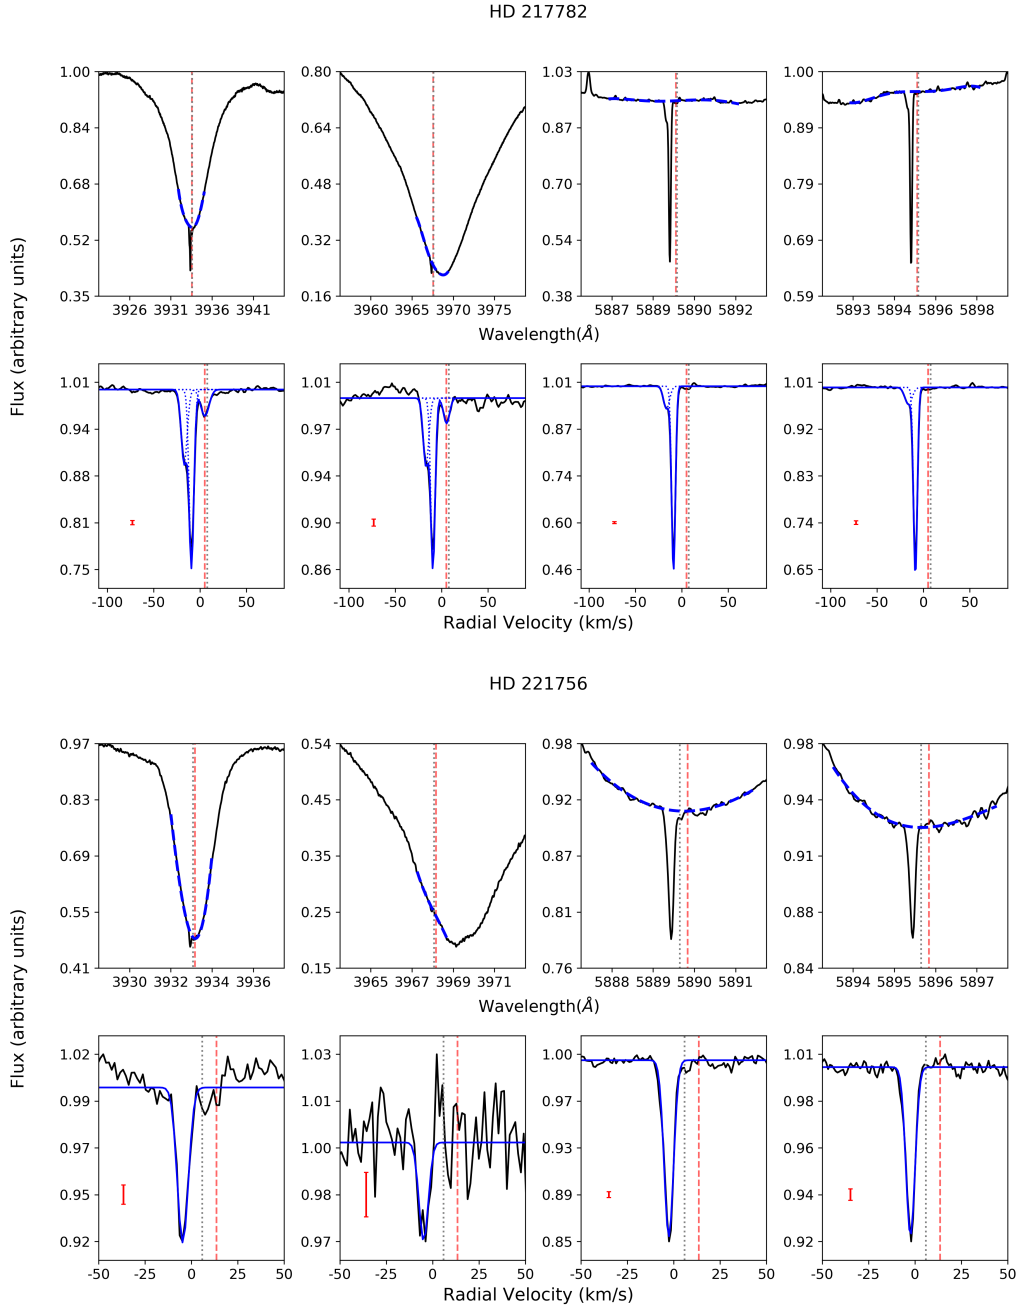 HD 217782
1.00 0.80 1.03 1.00
0.84 0.64 0.87 0.89
0.68 0.48 0.70 0.79
0.52 0.32 0.54 0.69
0.35 0.16 0.38 0.59
3926 3931 3936 3941 3960 3965 3970 3975 5887 5889 5890 5892 5893 5894 5896 5898
Wavelength(Å)
Flux (arbitrary units)
1.01 1.01 1.01 1.01
0.94 0.97 0.87 0.92
0.88 0.94 0.74 0.83
0.81 0.90 0.60 0.74
0.75 0.86 0.46 0.65
-100 -50 0 50 -100 -50 0 50 -100 -50 0 50 -100 -50 0 50
Radial Velocity (km/s)
HD 221756
0.97 0.54 0.98 0.98
0.83 0.45 0.92 0.94
0.69 0.35 0.87 0.91
0.55 0.25 0.81 0.88
0.41 0.15 0.76 0.84
3930 3932 3934 3936 3965 3967 3969 3971 5888 5889 5890 5891 5894 5895 5896 5897
Wavelength(Å)
Flux (arbitrary units)
1.02 1.03 1.00 1.01
0.99 1.01 0.97 0.98
0.97 1.00 0.93 0.96
0.95 0.98 0.89 0.94
0.92 0.97 0.85 0.92
-50 -25 0 25 50 -50 -25 0 25 50 -50 -25 0 25 50 -50 -25 0 25 50
Radial Velocity (km/s)